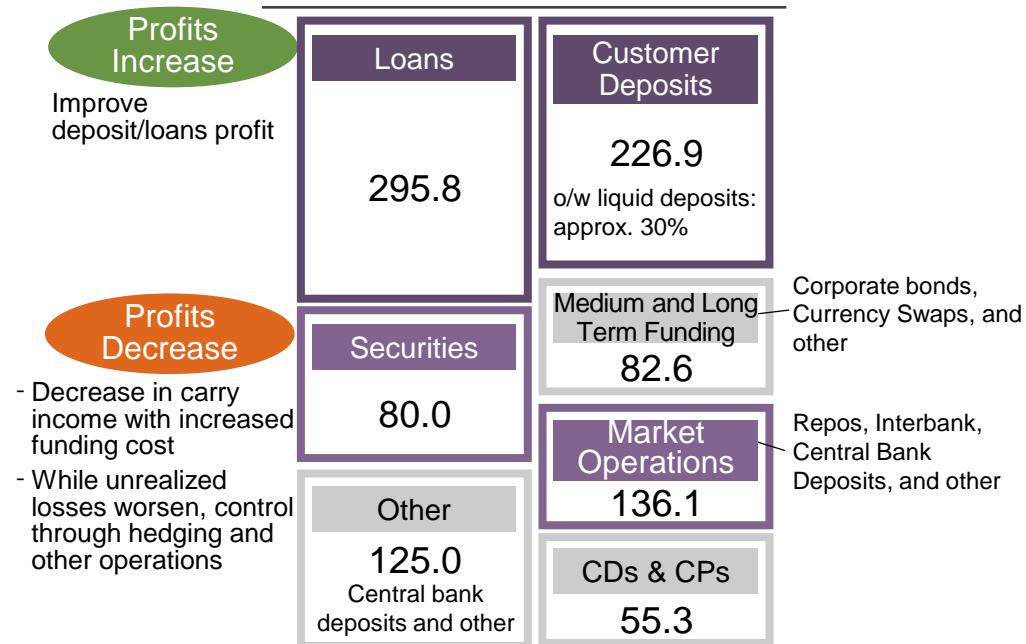 Profits
Increase
Improve
deposit/loans profit
Loans
295.8
Customer
Deposits
226.9
o/w liquid deposits:
approx. 30%
Profits
Decrease
- Decrease in carry
income with increased
funding cost
- While unrealized
losses worsen, control
through hedging and
other operations
Securities
80.0
Other
125.0
Central bank
deposits and other
Medium and Long
Term Funding
82.6
Corporate bonds,
Currency Swaps, and
other
Market
Operations
136.1
Repos, Interbank,
Central Bank
Deposits, and other
CDs & CPs
55.3